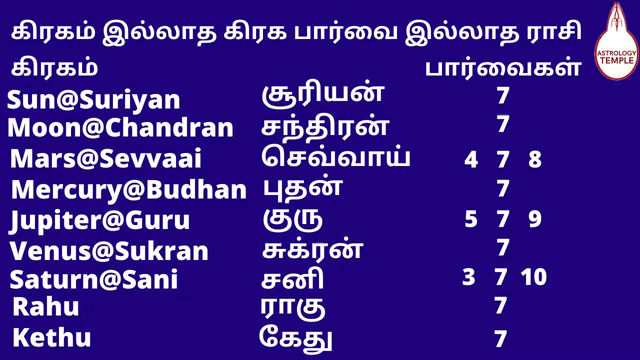 கிரகம் இல்லாத கிரக பார்வை இல்லாத ராசி
ASTROLOGY
TEMPLE
கிரகம் பார்வைகள்
Sun@Suriyan சூரியன் 7
Moon@Chandran சந்திரன் 7
Mars@Sevvaai செவ்வாய் 4 7 8
Mercury@Budhan புதன் 7
Jupiter@Guru குரு 5 7 9
Venus@Sukran சுக்ரன் 7
Saturn@Sani சனி 3 7 10
Rahu ராகு 7
Kethu கேது 7